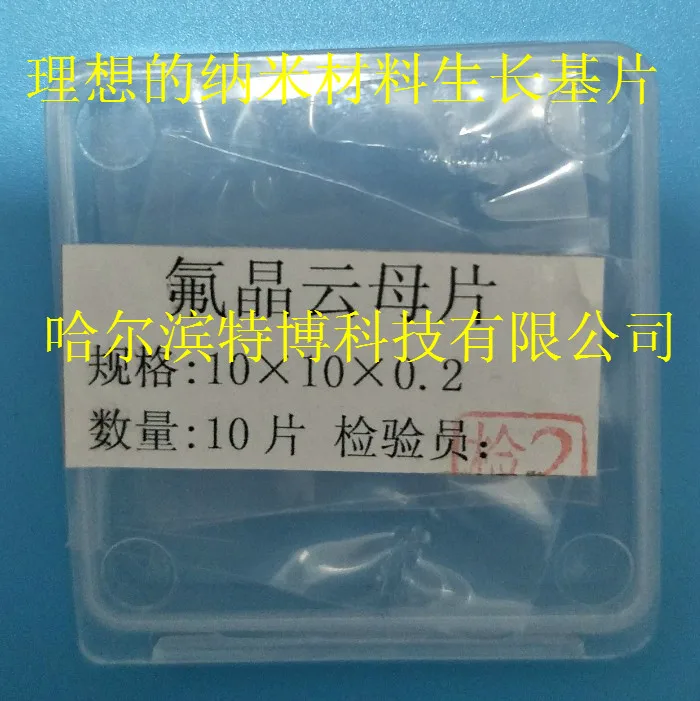 理想的纳米材料生长基片
氟晶云母片
哈尔滨特博科技有限公司
规格:10×10×0.2
数量:10片 检验员:
检2